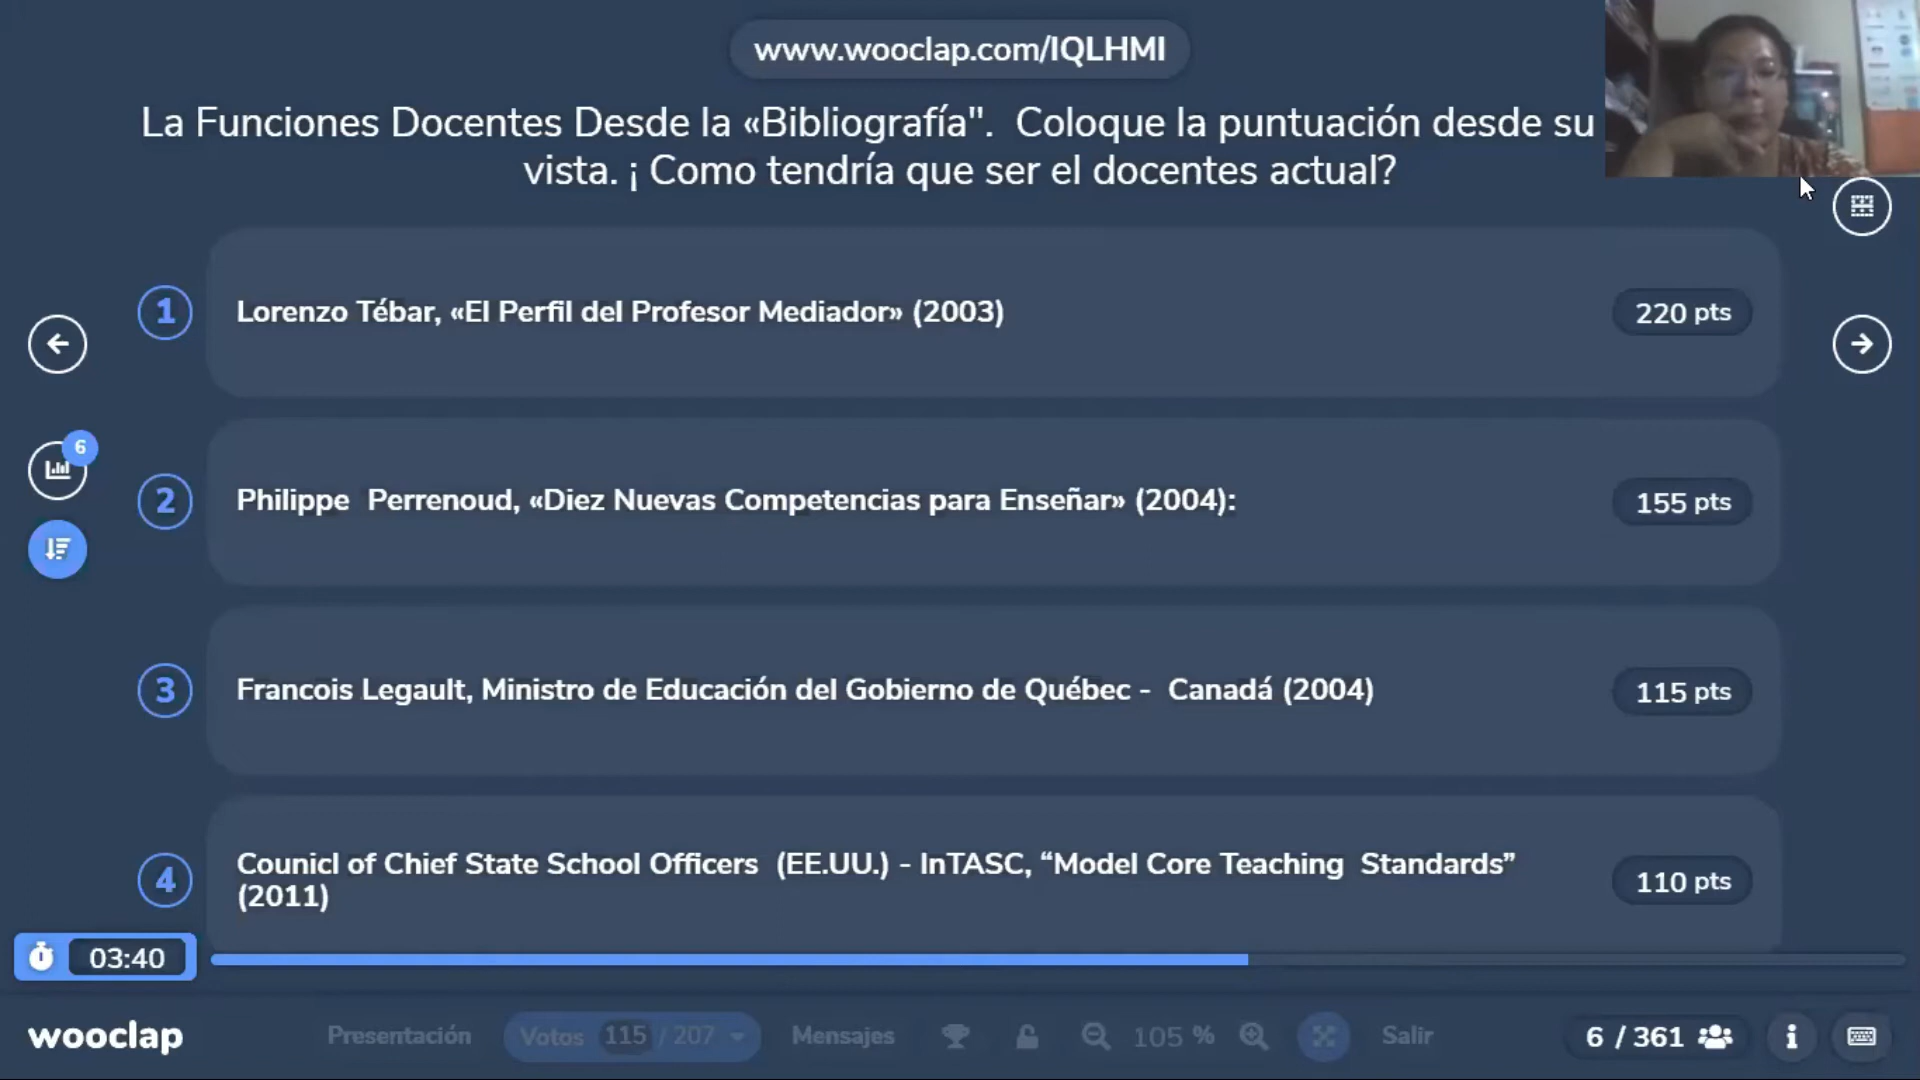 www.wooclap.com/IQLHMI
La Funciones Docentes Desde la «Bibliografía". Coloque la puntuación desde su
vista. ¡ Como tendría que ser el docentes actual?
1 Lorenzo Tébar, «El Perfil del Profesor Mediador» (2003) 220 pts
6
2 Philippe Perrenoud, «Diez Nuevas Competencias para Enseñar» (2004): 155 pts
3 Francois Legault, Ministro de Educación del Gobierno de Québec - Canadá (2004) 115 pts
4 Counicl of Chief State School Officers (EE.UU.) - InTASC, “Model Core Teaching Standards”
(2011) 110 pts
03:40
wooclap Presentación Votos 115 / 207 Mensajes 105 % Salir 6 / 361 i